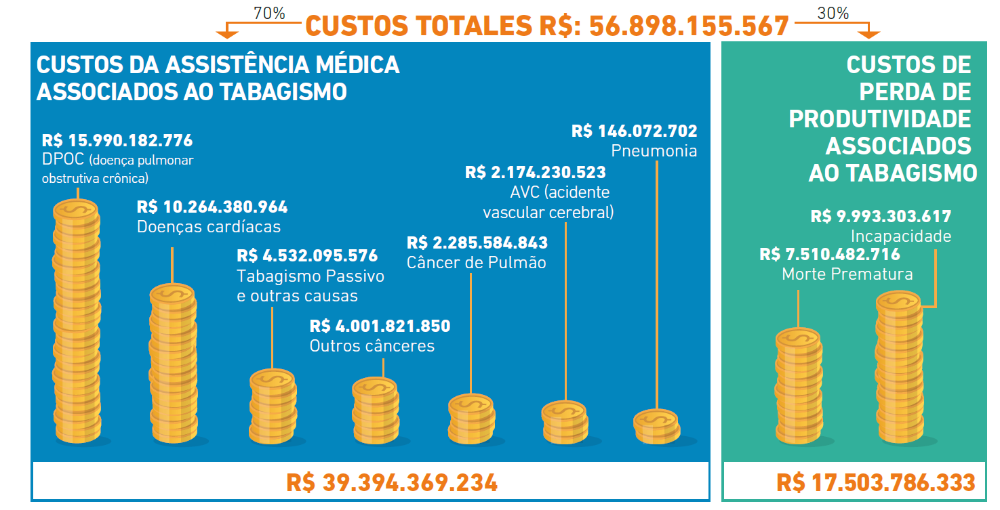 70%
CUSTOS TOTALES R$: 56.898.155.567
30%
CUSTOS DA ASSISTÊNCIA MÉDICA
ASSOCIADOS AO TABAGISMO
R$ 15.990.182.776
DPOC (doença pulmonar
obstrutiva crônica)
R$ 10.264.380.964
Doenças cardíacas
R$ 4.532.095.576
Tabagismo Passivo
e outras causas
R$ 4.001.821.850
Outros cânceres
R$ 2.285.584.843
Câncer de Pulmão
R$ 2.174.230.523
AVC (acidente
vascular cerebral)
R$ 146.072.702
Pneumonia
R$ 39.394.369.234
CUSTOS DE
PERDA DE
PRODUTIVIDADE
ASSOCIADOS
AO TABAGISMO
R$ 9.993.303.617
Incapacidade
R$ 7.510.482.716
Morte Prematura
R$ 17.503.786.333